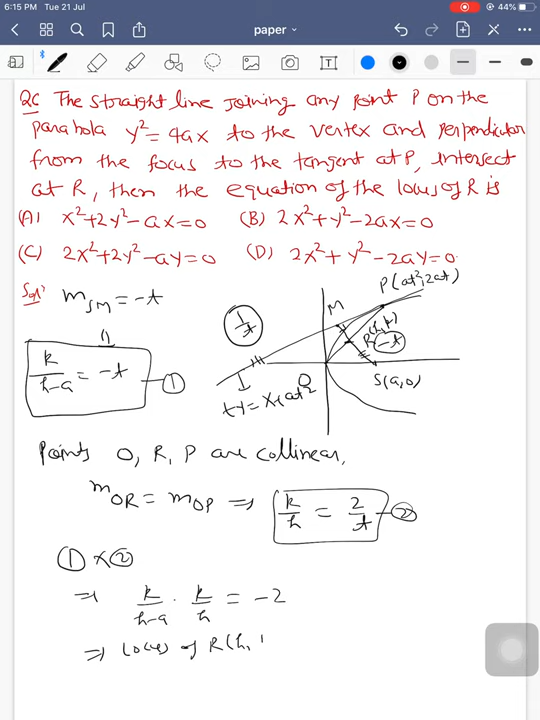 6:15 PM Tue 21 Jul 44%
paper
T
Q6 The straight line joining any point P on the
parabola y² = 4ax to the vertex and perpendicular
from the focus to the tangent at P, intersect
at R, then the equation of the locus of R is
(A) x²+2y²-ax=0 (B) 2x²+y²-2ax=0
(C) 2x²+2y²-ay=0 (D) 2x²+y²-2ay=0
Solⁿ: m_SM = -t
P(at²,2at)
M
1/t
R(h,k)
-t
k/(h-a) = -t ①
O S(a,0)
ty=x+at²
Points O, R, P are collinear,
m_OR = m_OP ⇒ k/h = 2/t ②
① × ②
⇒ k/(h-a) · k/h = -2
⇒ locus of R(h,